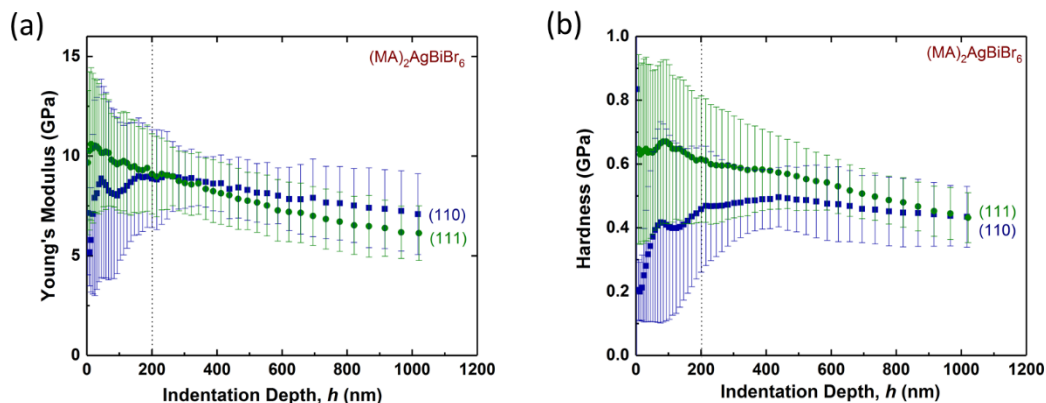 (a)
(MA)₂AgBiBr₆
15
10
5
0
Young's Modulus (GPa)
(110)
(111)
0 200 400 600 800 1000 1200
Indentation Depth, h (nm)
(b)
(MA)₂AgBiBr₆
1.0
0.8
0.6
0.4
0.2
0.0
Hardness (GPa)
(111)
(110)
0 200 400 600 800 1000 1200
Indentation Depth, h (nm)